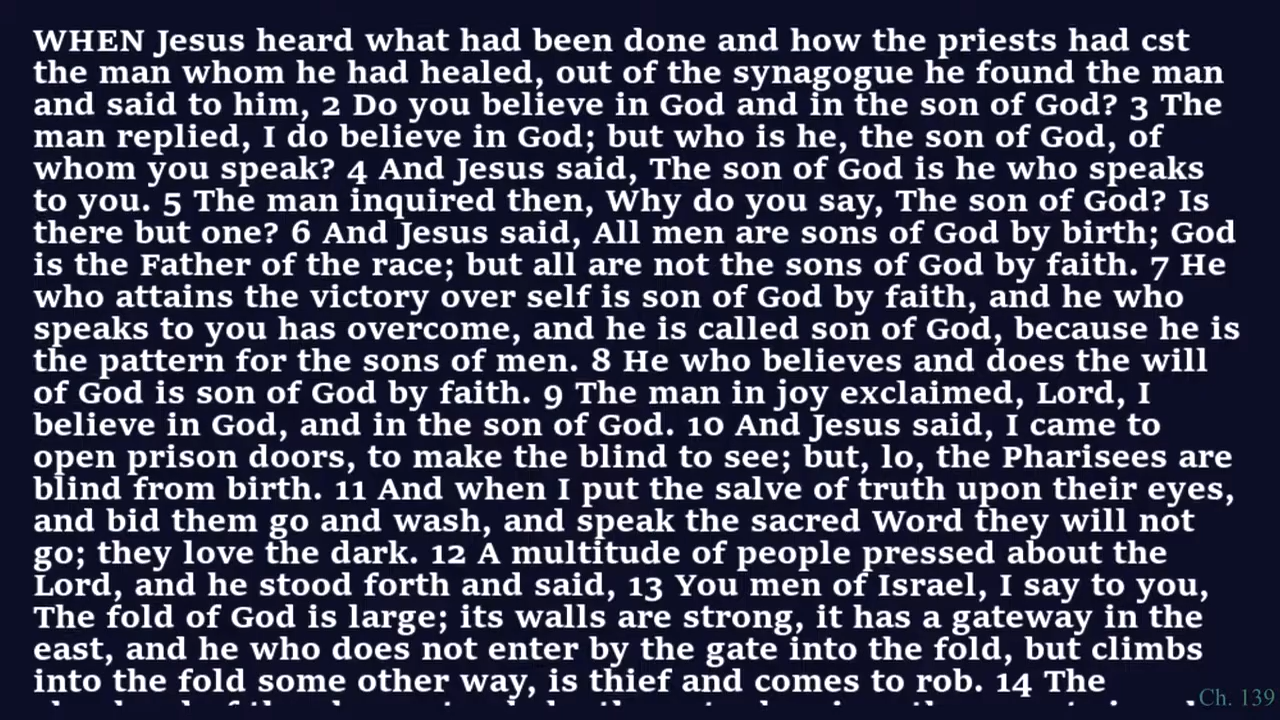 WHEN Jesus heard what had been done and how the priests had cst
the man whom he had healed, out of the synagogue he found the man
and said to him, 2 Do you believe in God and in the son of God? 3 The
man replied, I do believe in God; but who is he, the son of God, of
whom you speak? 4 And Jesus said, The son of God is he who speaks
to you. 5 The man inquired then, Why do you say, The son of God? Is
there but one? 6 And Jesus said, All men are sons of God by birth; God
is the Father of the race; but all are not the sons of God by faith. 7 He
who attains the victory over self is son of God by faith, and he who
speaks to you has overcome, and he is called son of God, because he is
the pattern for the sons of men. 8 He who believes and does the will
of God is son of God by faith. 9 The man in joy exclaimed, Lord, I
believe in God, and in the son of God. 10 And Jesus said, I came to
open prison doors, to make the blind to see; but, lo, the Pharisees are
blind from birth. 11 And when I put the salve of truth upon their eyes,
and bid them go and wash, and speak the sacred Word they will not
go; they love the dark. 12 A multitude of people pressed about the
Lord, and he stood forth and said, 13 You men of Israel, I say to you,
The fold of God is large; its walls are strong, it has a gateway in the
east, and he who does not enter by the gate into the fold, but climbs
into the fold some other way, is thief and comes to rob. 14 The
Ch. 139